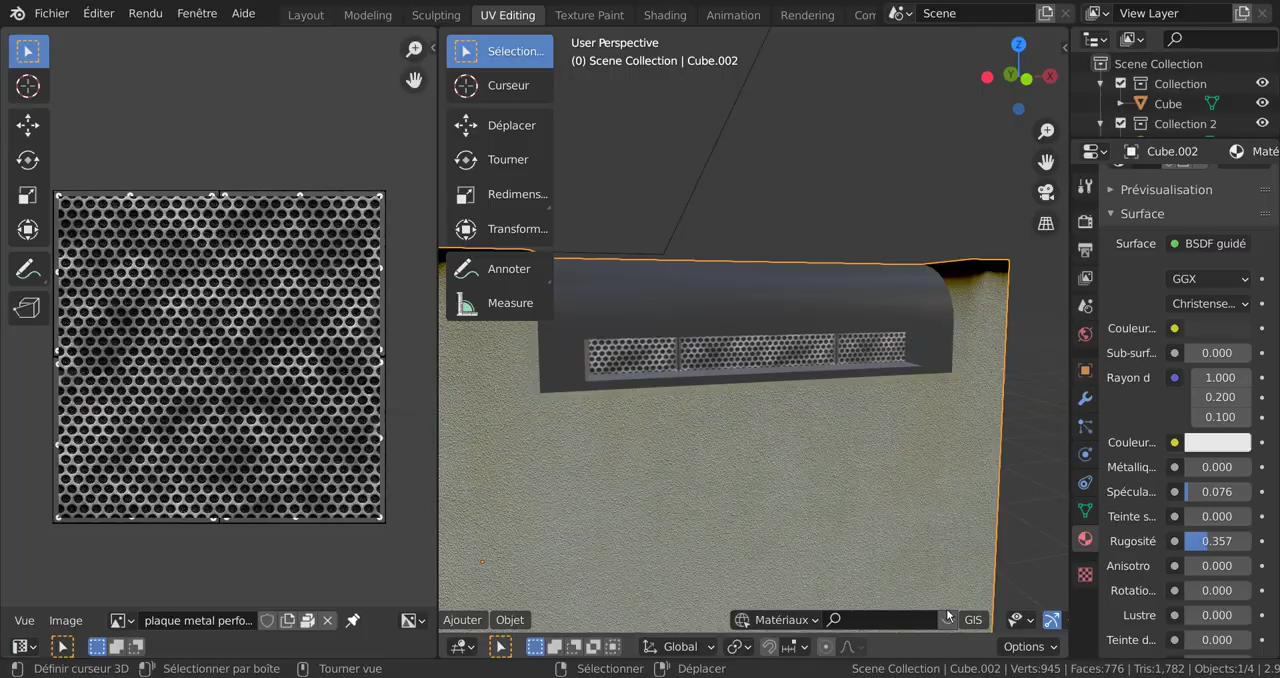 Fichier Éditer Rendu Fenêtre Aide Layout Modeling Sculpting UV Editing Texture Paint Shading Animation Rendering Com Scene View Layer
Sélection...
Curseur
Déplacer
Tourner
Redimens...
Transform...
Annoter
Measure
User Perspective
(0) Scene Collection | Cube.002
Z
Y
X
Scene Collection
Collection
Cube
Collection 2
Cube.002 Maté
Prévisualisation
Surface
Surface BSDF guidé
GGX
Christense...
Couleur...
Sub-surf... 0.000
Rayon d 1.000
0.200
0.100
Couleur...
Métalliq... 0.000
Spécula... 0.076
Teinte s... 0.000
Rugosité 0.357
Anisotro 0.000
Rotatio... 0.000
Lustre 0.000
Teinte d... 0.000
Vue Image plaque metal perfo... Ajouter Objet Matériaux GIS
Global Options
Définir curseur 3D Sélectionner par boîte Tourner vue Sélectionner Déplacer Scene Collection | Cube.002 | Verts:945 | Faces:776 | Tris:1,782 | Objects:1/4 | 2.9